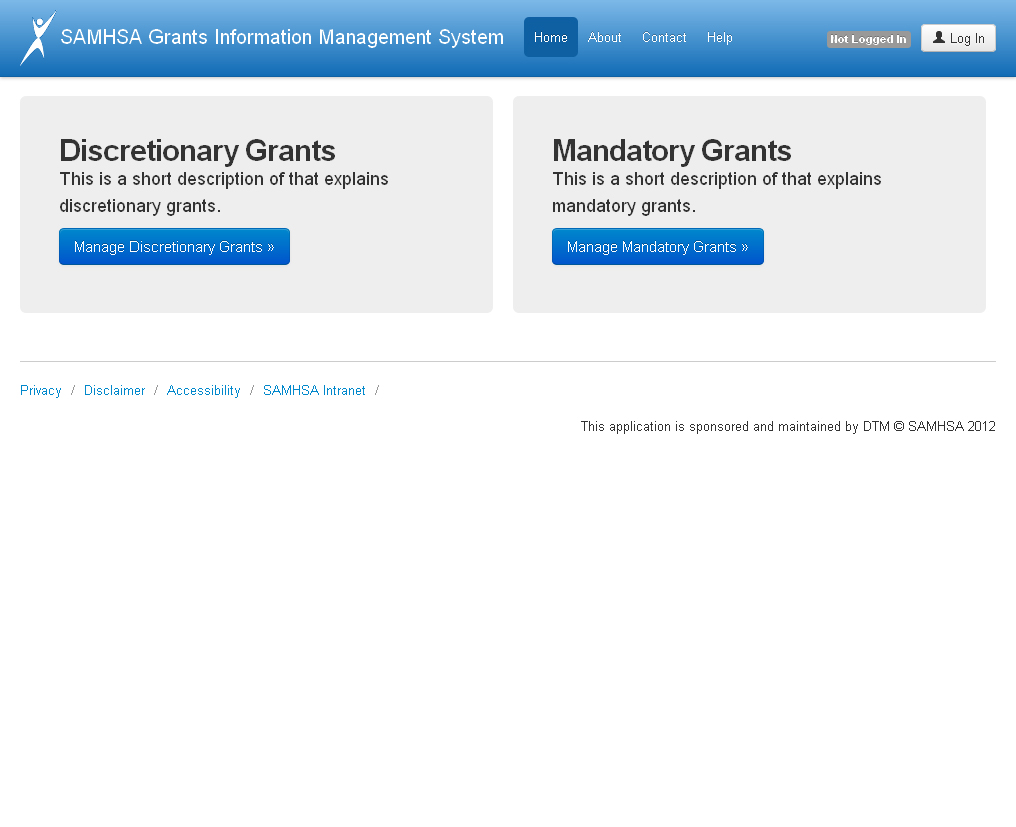 SAMHSA Grants Information Management System
Home
About
Contact
Help
Not Logged In
Log In
Discretionary Grants
This is a short description of that explains
discretionary grants.
Manage Discretionary Grants »
Mandatory Grants
This is a short description of that explains
mandatory grants.
Manage Mandatory Grants »
Privacy / Disclaimer / Accessibility / SAMHSA Intranet /
This application is sponsored and maintained by DTM © SAMHSA 2012